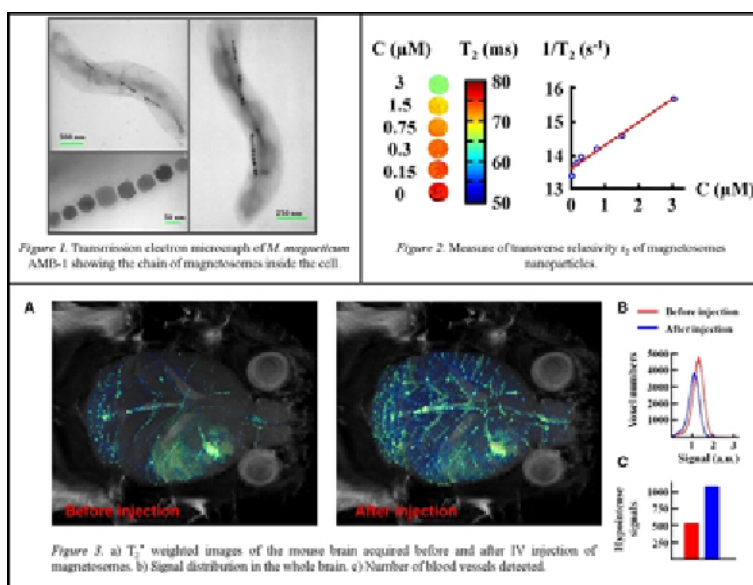 500 nm
50 nm
250 nm
Figure 1. Transmission electron micrograph of M. magneticum
AMB-1 showing the chain of magnetosomes inside the cell.
C (µM) T2 (ms) 1/T2 (s-1)
3
1.5
0.75
0.3
0.15
0
80
70
60
50
16
15
14
13
0 1 2 3
C (µM)
Figure 2. Measure of transverse relaxivity r2 of magnetosomes
nanoparticles.
A
Before injection
After injection
B
Before injection
After injection
Voxel numbers
5000
4000
3000
2000
1000
1 2 3
Signal (a.u.)
C
Hypointense
signals
1000
750
500
250
Figure 3. a) T2* weighted images of the mouse brain acquired before and after IV injection of
magnetosomes. b) Signal distribution in the whole brain. c) Number of blood vessels detected.